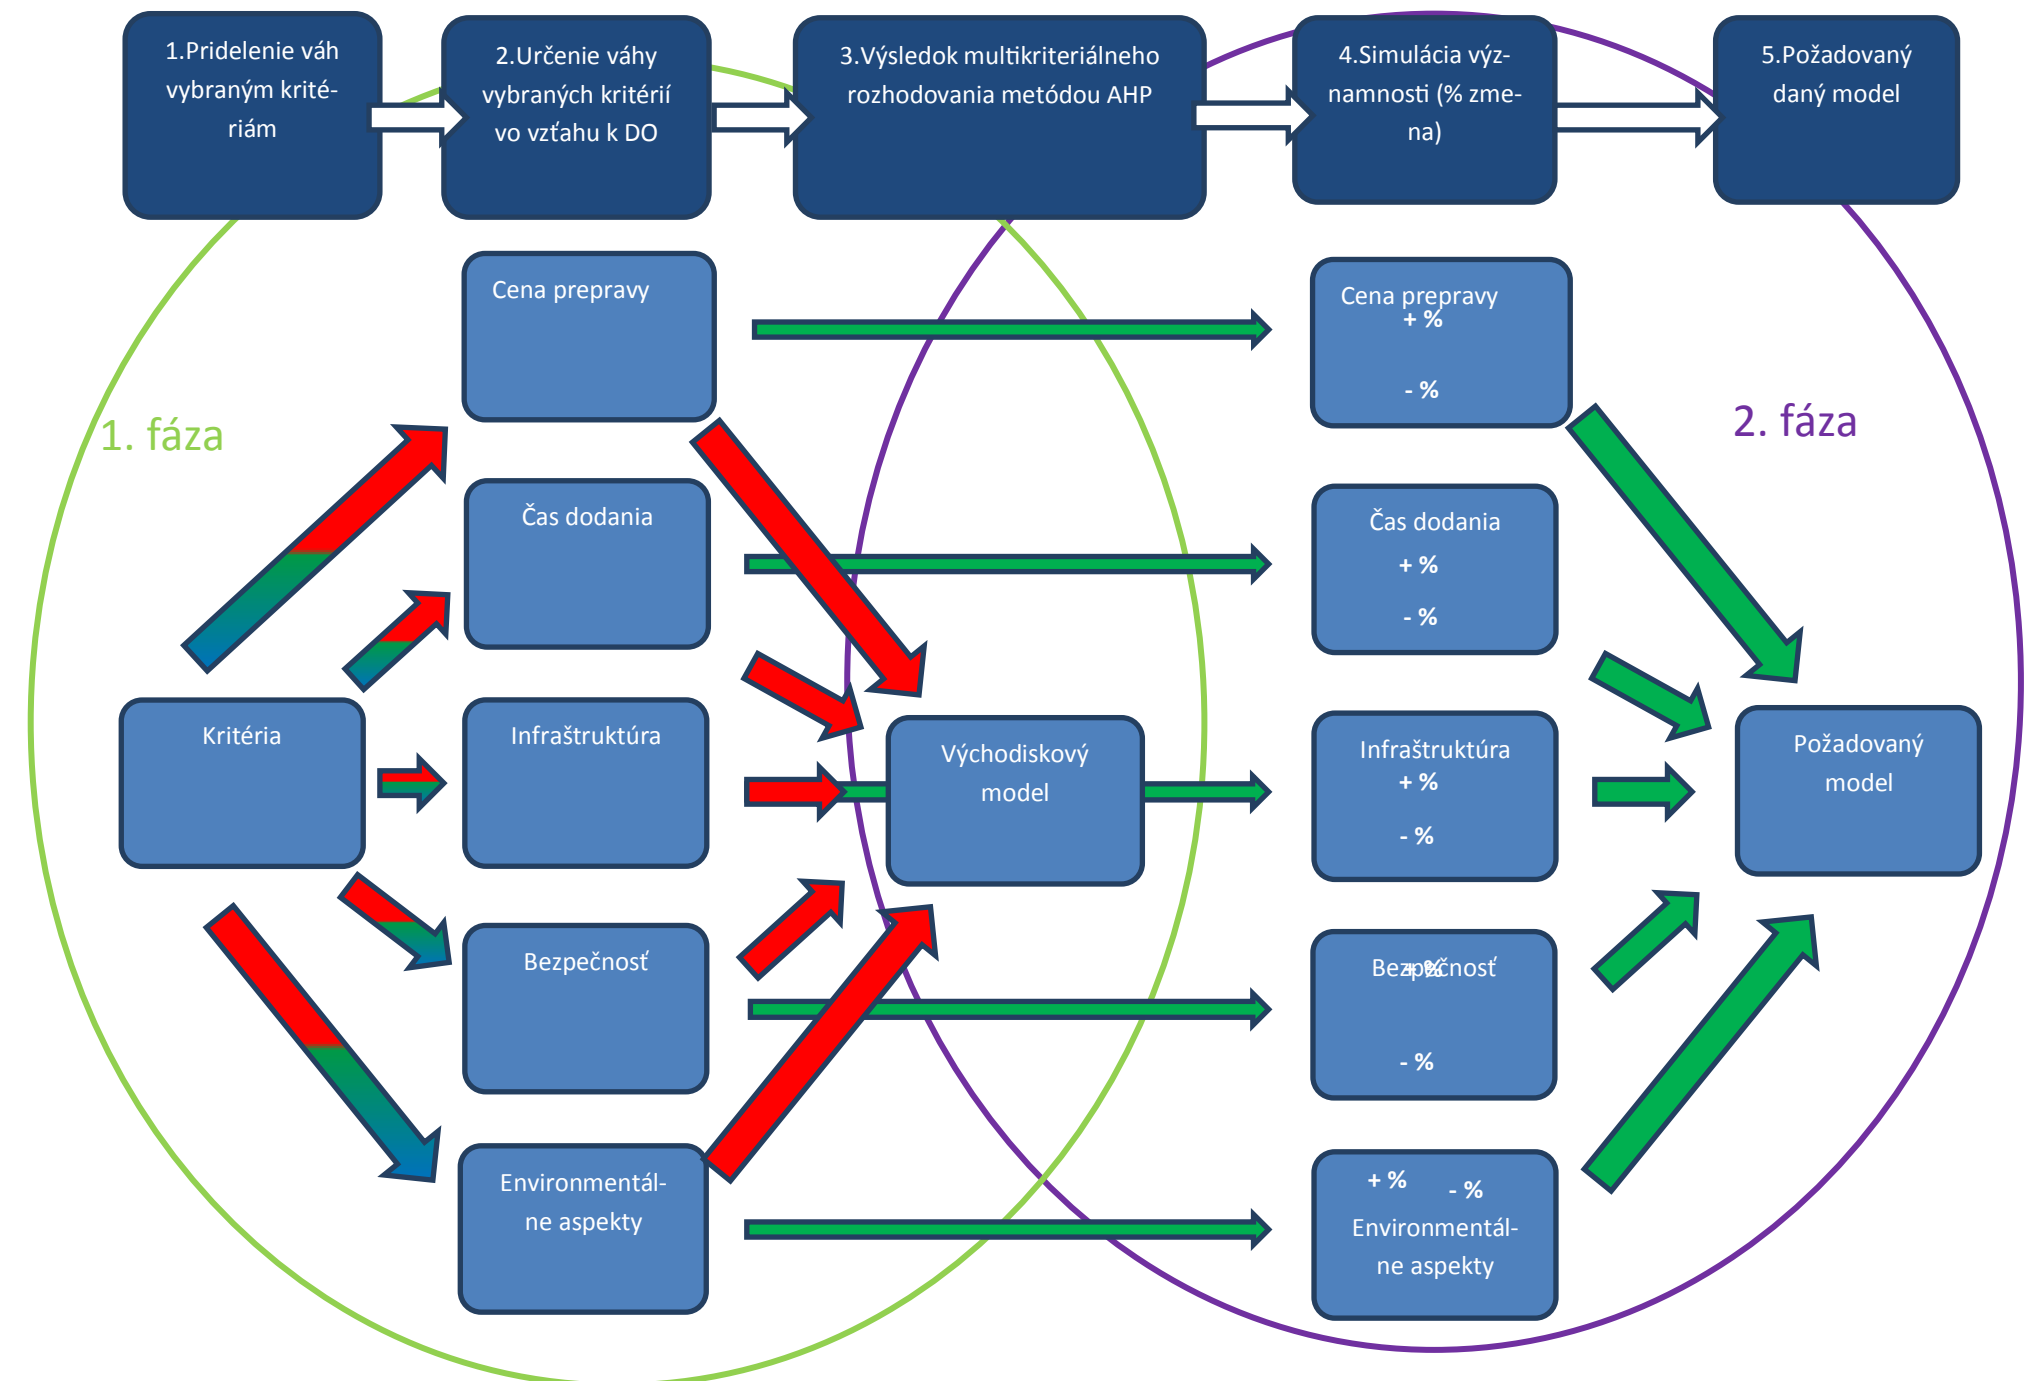 1.Pridelenie váh
vybraným krité-
riám
2.Určenie váhy
vybraných kritérií
vo vzťahu k DO
3.Výsledok multikriteriálneho
rozhodovania metódou AHP
4.Simulácia výz-
namnosti (% zme-
na)
5.Požadovaný
daný model
1. fáza
2. fáza
Kritéria
Cena prepravy
Čas dodania
Infraštruktúra
Bezpečnosť
Environmentál-
ne aspekty
Východiskový
model
Cena prepravy
+ %
- %
Čas dodania
+ %
- %
Infraštruktúra
+ %
- %
Bezpečnosť
+ %
- %
+ %
- %
Environmentál-
ne aspekty
Požadovaný
model